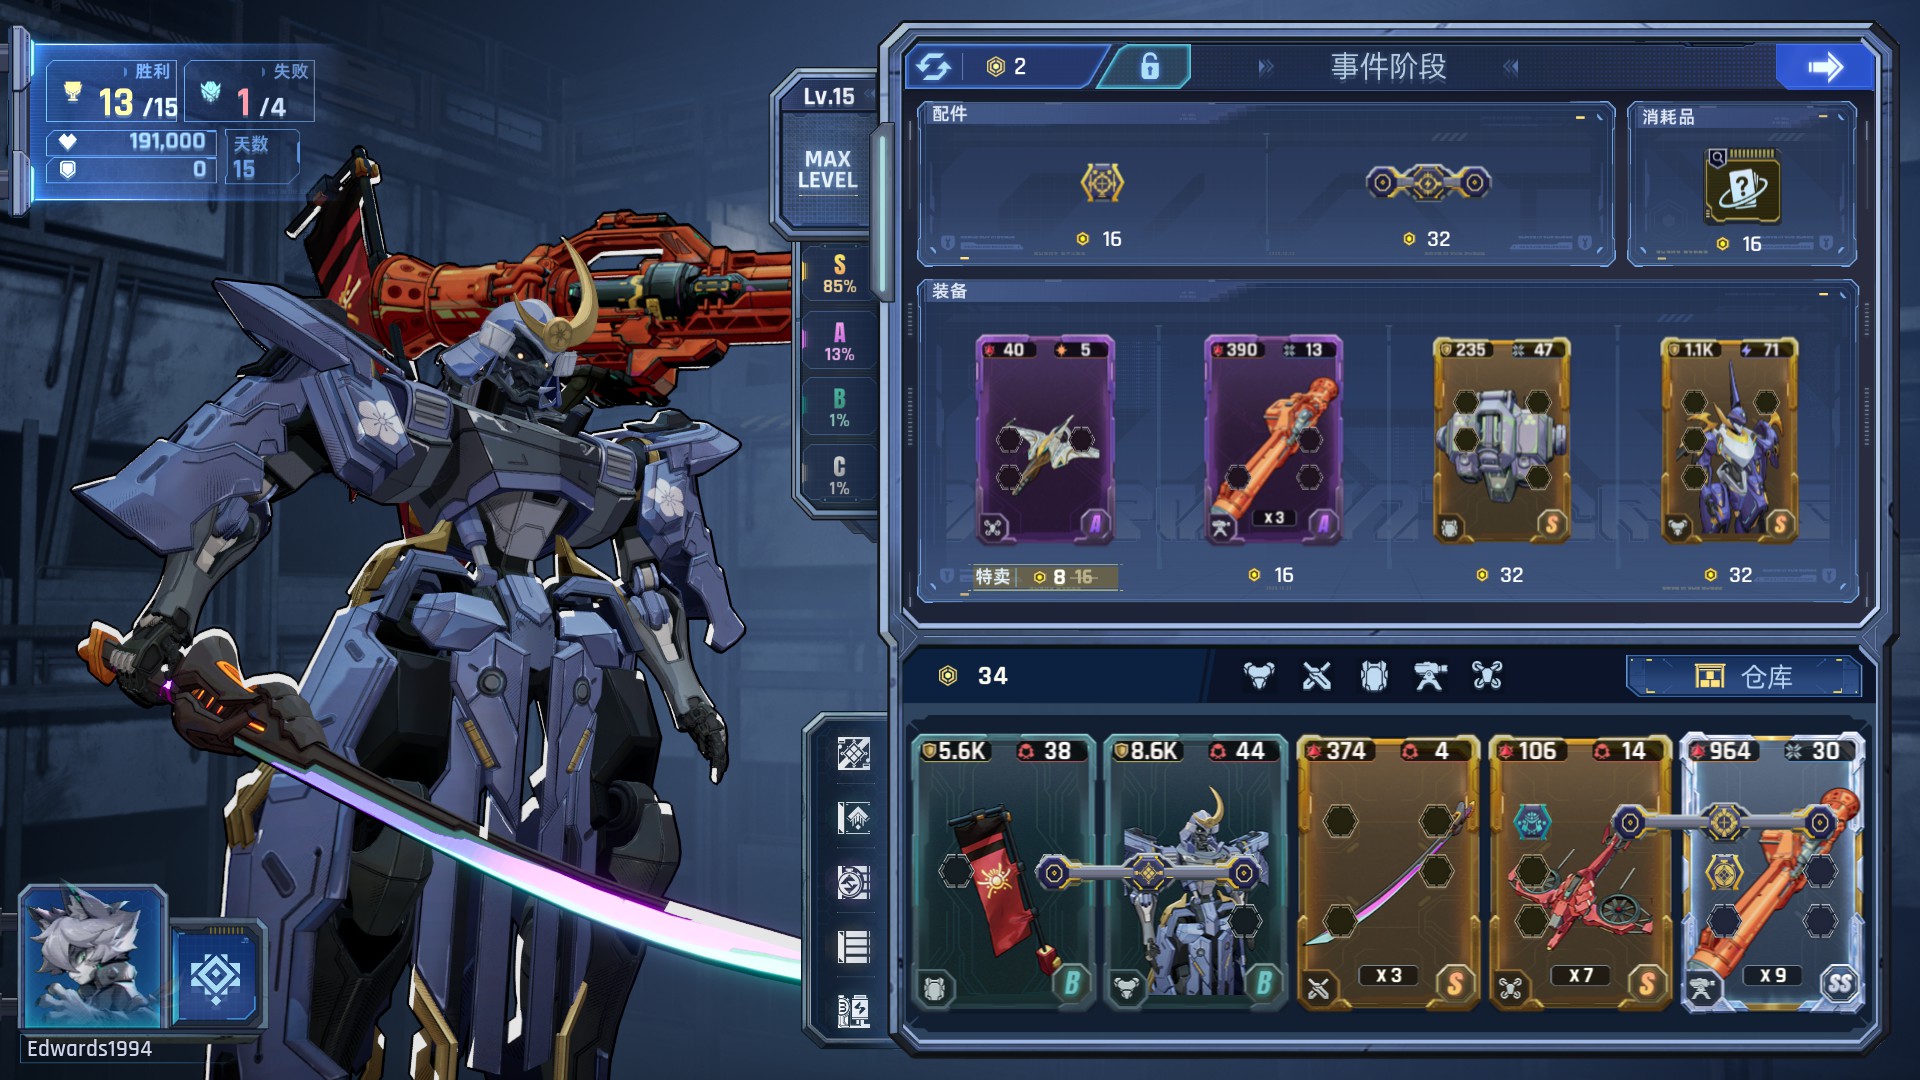 胜利
13 /15
失败
1 /4
191,000
0
天数
15
Lv.15
MAX
LEVEL
S
85%
A
13%
B
1%
C
1%
2
事件阶段
配件
16
32
消耗品
?
16
装备
40 5
A
特卖 8 16
390 13
x3
A
16
235 47
S
32
1.1K 71
S
32
34
仓库
5.6K 38
B
8.6K 44
B
374 4
x3
S
106 14
x7
S
964 30
x9
SS
Edwards1994